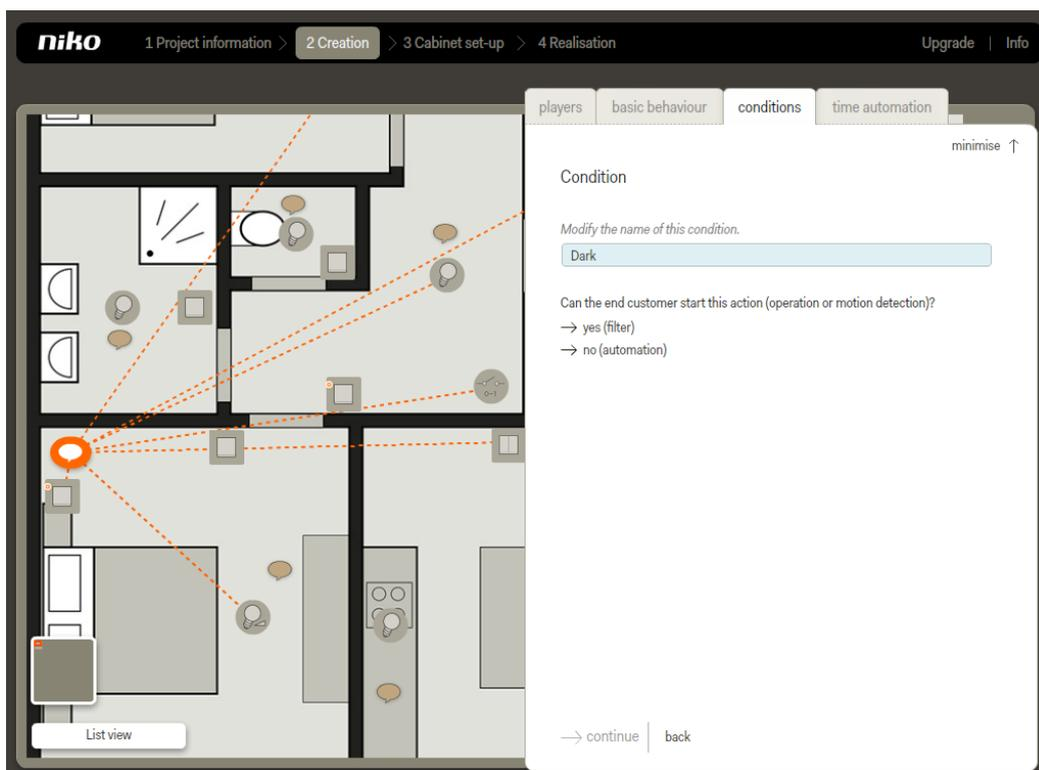 niko
1 Project information
2 Creation
3 Cabinet set-up
4 Realisation
Upgrade | Info
players
basic behaviour
conditions
time automation
minimise ↑
Condition
Modify the name of this condition.
Dark
Can the end customer start this action (operation or motion detection)?
→ yes (filter)
→ no (automation)
List view
→ continue
back